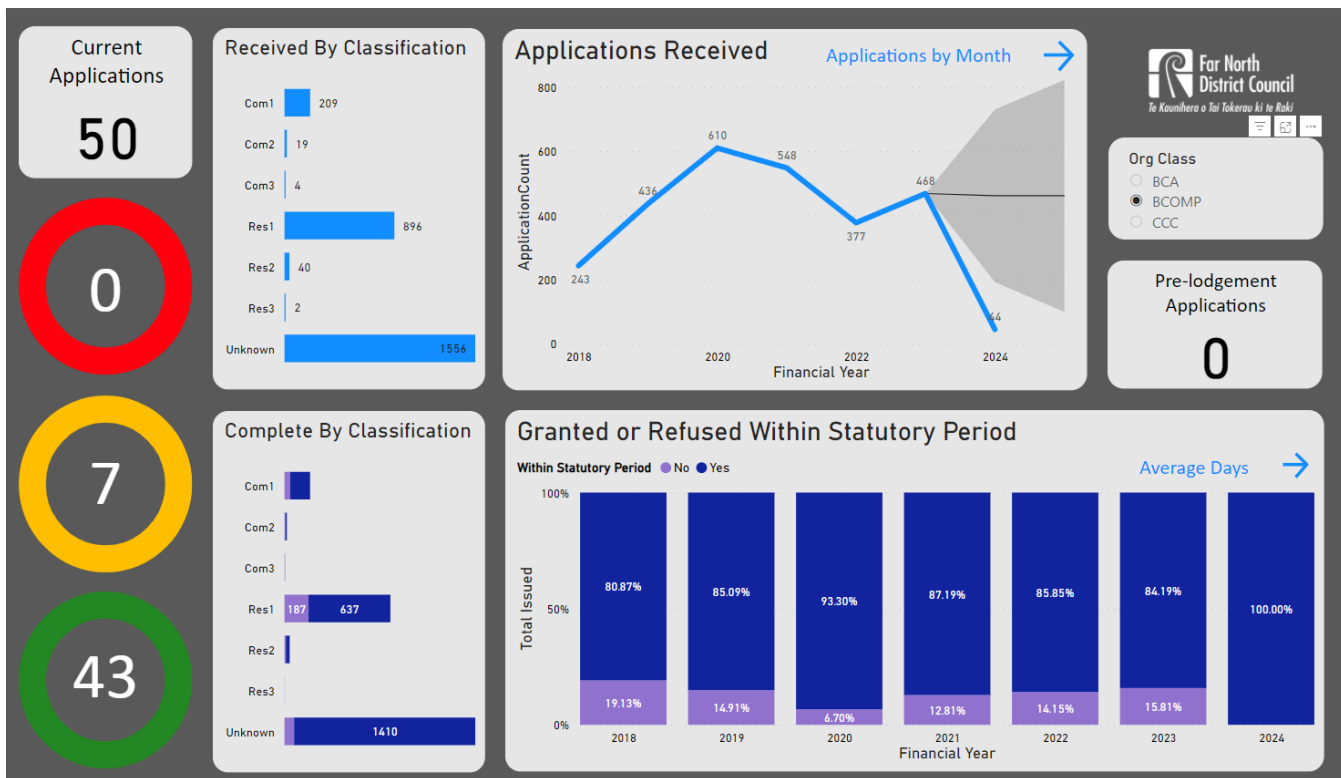 Current
Applications
50
0
7
43
Received By Classification
Com1
209
Com2
19
Com3
4
Res1
896
Res2
40
Res3
2
Unknown
1556
Applications Received
Applications by Month
ApplicationCount
800
600
400
200
0
243
436
610
548
377
468
44
2018
2020
2022
2024
Financial Year
Far North
District Council
Te Kaunihera o Tai Tokerau ki te Raki
Org Class
BCA
BCOMP
CCC
Pre-lodgement
Applications
0
Complete By Classification
Com1
Com2
Com3
Res1
187
637
Res2
Res3
Unknown
1410
Granted or Refused Within Statutory Period
Within Statutory Period No Yes
Average Days
Total Issued
100%
50%
0%
80.87%
85.09%
93.30%
87.19%
85.85%
84.19%
100.00%
19.13%
14.91%
6.70%
12.81%
14.15%
15.81%
2018
2019
2020
2021
2022
2023
2024
Financial Year